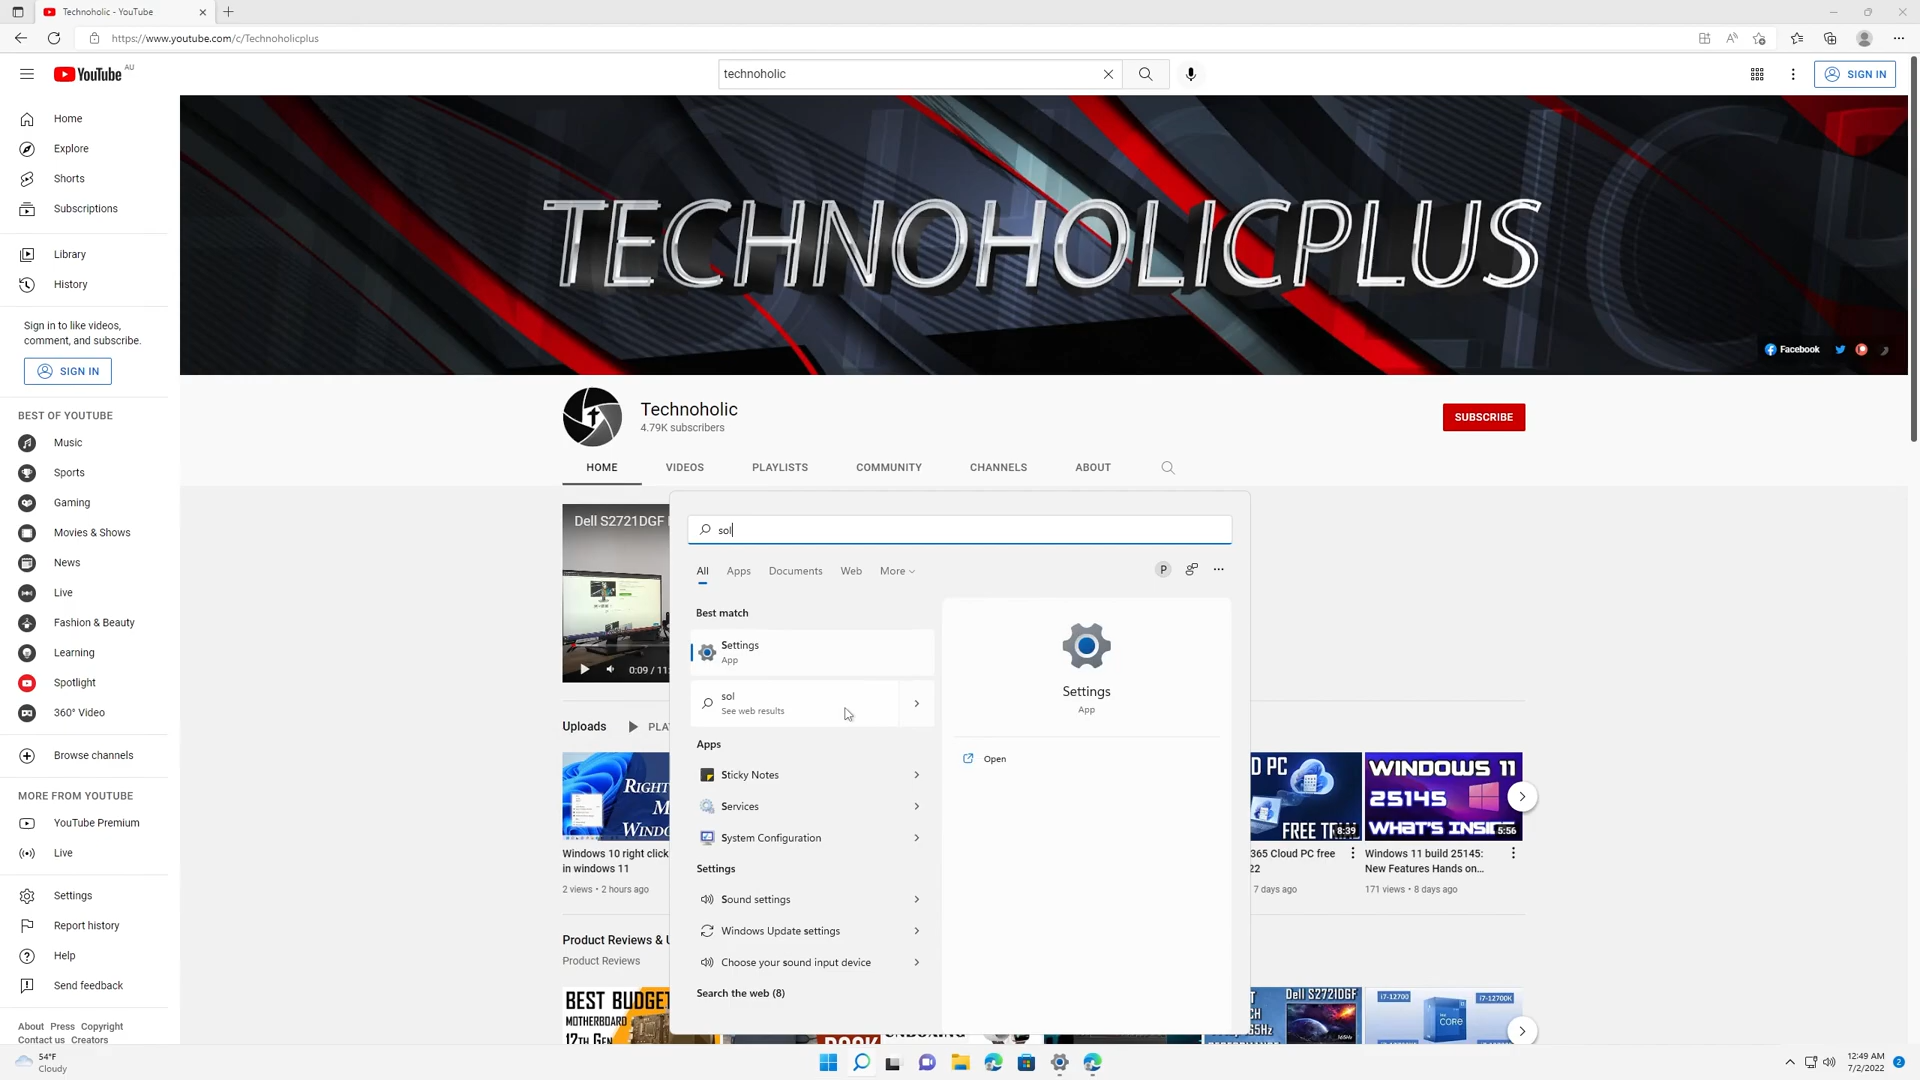 Technoholic - YouTube
https://www.youtube.com/c/Technoholicplus
YouTube AU
technoholic
SIGN IN
Home
Explore
Shorts
Subscriptions
Library
History
Sign in to like videos,
comment, and subscribe.
SIGN IN
BEST OF YOUTUBE
Music
Sports
Gaming
Movies & Shows
News
Live
Fashion & Beauty
Learning
Spotlight
360° Video
Browse channels
MORE FROM YOUTUBE
YouTube Premium
Live
Settings
Report history
Help
Send feedback
About Press Copyright
Contact us Creators
TECHNOHOLICPLUS
Facebook
Technoholic
4.79K subscribers
SUBSCRIBE
HOME
VIDEOS
PLAYLISTS
COMMUNITY
CHANNELS
ABOUT
Dell S2721DGF
0:09 / 11:
Uploads
PLA
RIGHT
M
WINDO
Windows 10 right click
in windows 11
2 views • 2 hours ago
Product Reviews & U
Product Reviews
BEST BUDGET
MOTHERBOARD
12TH GEN
sol
All
Apps
Documents
Web
More
P
Best match
Settings
App
sol
See web results
Apps
Sticky Notes
Services
System Configuration
Settings
Sound settings
Windows Update settings
Choose your sound input device
Search the web (8)
Settings
App
Open
D PC
FREE TRIAL
8:39
365 Cloud PC free
22
7 days ago
WINDOWS 11
25145
WHAT'S INSIDE
5:56
Windows 11 build 25145:
New Features Hands on...
171 views • 8 days ago
Dell S2721DGF
165Hz
i7-12700
i7-12700K
CORE
54°F
Cloudy
12:49 AM
7/2/2022
2